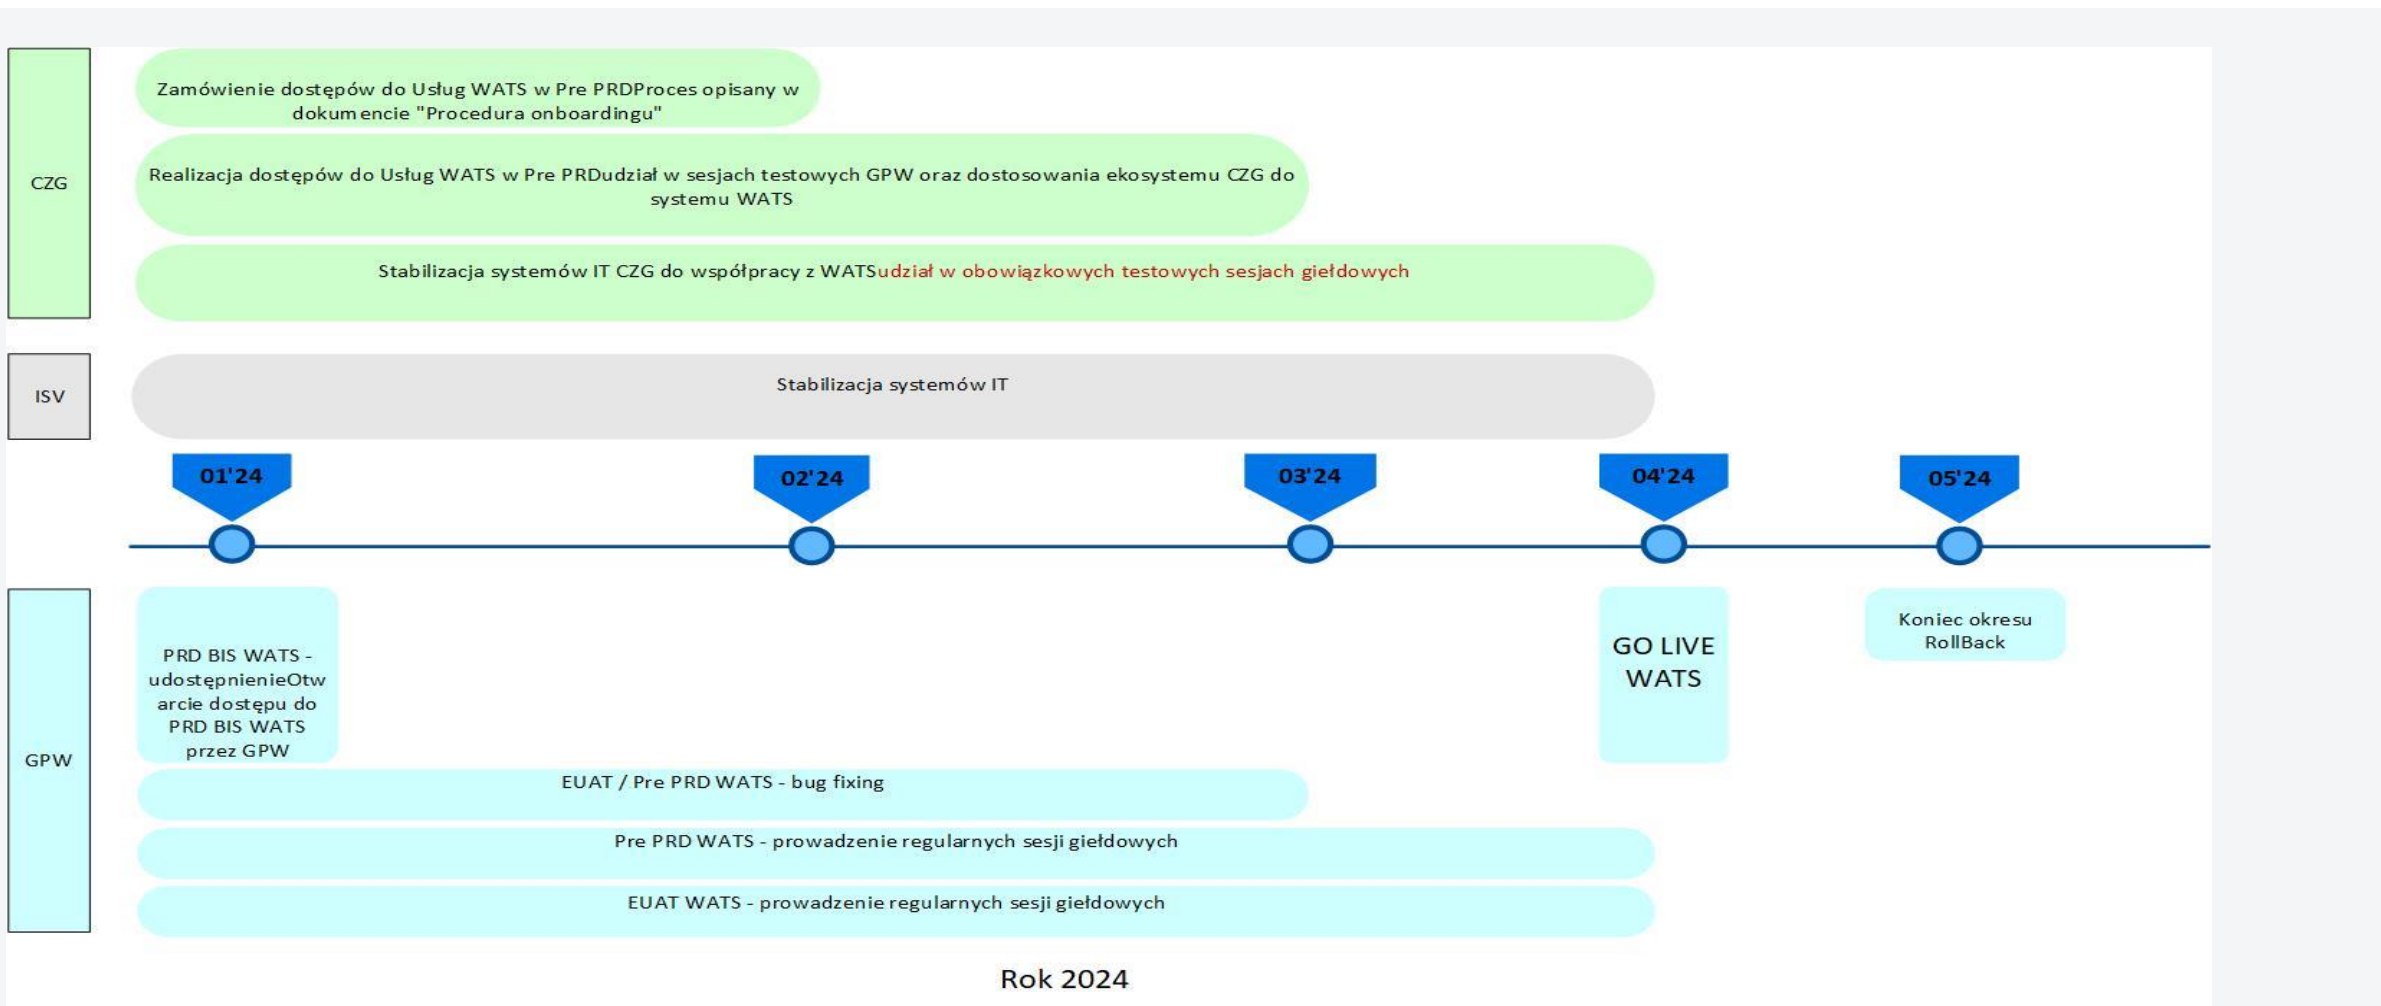 CZG
Zamówienie dostępów do Usług WATS w Pre PRDProces opisany w
dokumencie "Procedura onboardingu"
Realizacja dostępów do Usług WATS w Pre PRDudział w sesjach testowych GPW oraz dostosowania ekosystemu CZG do
systemu WATS
Stabilizacja systemów IT CZG do współpracy z WATSudział w obowiązkowych testowych sesjach giełdowych
ISV
Stabilizacja systemów IT
01'24
02'24
03'24
04'24
05'24
GPW
PRD BIS WATS -
udostępnienieOtw
arcie dostępu do
PRD BIS WATS
przez GPW
GO LIVE
WATS
Koniec okresu
RollBack
EUAT / Pre PRD WATS - bug fixing
Pre PRD WATS - prowadzenie regularnych sesji giełdowych
EUAT WATS - prowadzenie regularnych sesji giełdowych
Rok 2024